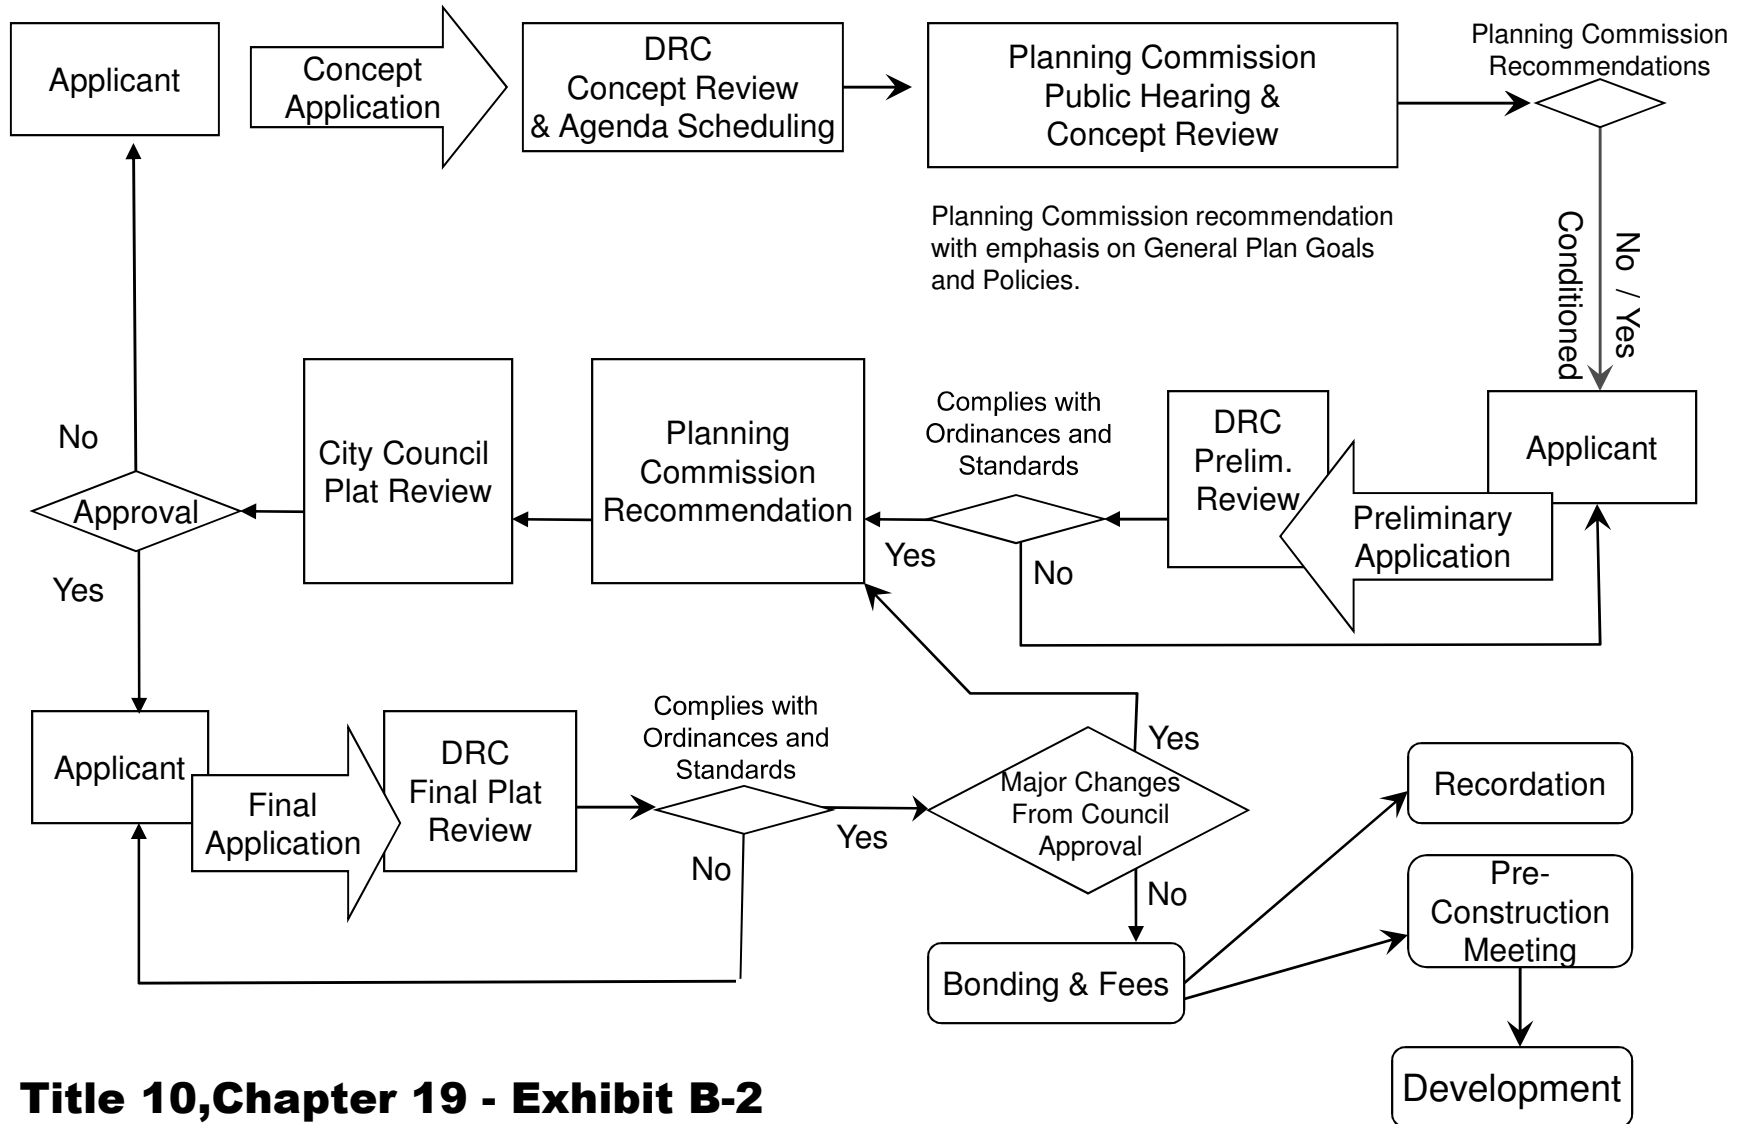 Applicant
Concept
Application
DRC
Concept Review
& Agenda Scheduling
Planning Commission
Public Hearing &
Concept Review
Planning Commission
Recommendations
Planning Commission recommendation
with emphasis on General Plan Goals
and Policies.
No / Yes
Conditioned
Applicant
Preliminary
Application
DRC
Prelim.
Review
Complies with
Ordinances and
Standards
Yes
No
Planning
Commission
Recommendation
City Council
Plat Review
Approval
No
Yes
Applicant
Final
Application
DRC
Final Plat
Review
Complies with
Ordinances and
Standards
No
Yes
Major Changes
From Council
Approval
Yes
No
Bonding & Fees
Recordation
Pre-
Construction
Meeting
Development
Title 10,Chapter 19 - Exhibit B-2